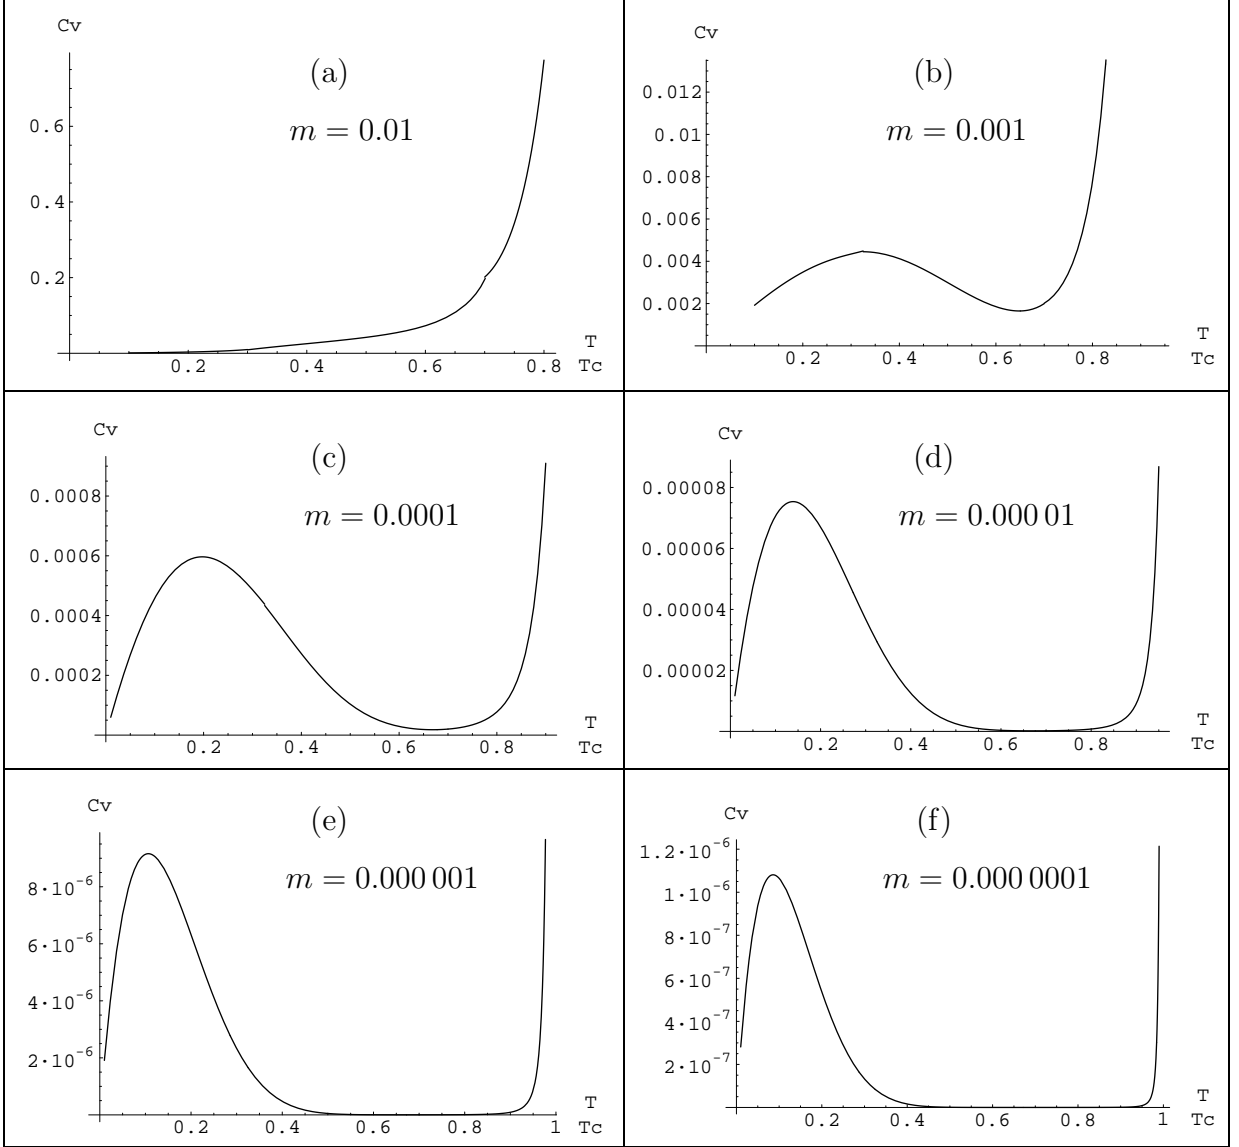 Cv
(a)
m = 0.01
0.6
0.4
0.2
0.2
0.4
0.6
0.8
T
Tc
Cv
(b)
m = 0.001
0.012
0.01
0.008
0.006
0.004
0.002
0.2
0.4
0.6
0.8
T
Tc
Cv
(c)
m = 0.0001
0.0008
0.0006
0.0004
0.0002
0.2
0.4
0.6
0.8
T
Tc
Cv
(d)
m = 0.000 01
0.00008
0.00006
0.00004
0.00002
0.2
0.4
0.6
0.8
T
Tc
Cv
(e)
m = 0.000 001
8·10⁻⁶
6·10⁻⁶
4·10⁻⁶
2·10⁻⁶
0.2
0.4
0.6
0.8
1
T
Tc
Cv
(f)
m = 0.000 0001
1.2·10⁻⁶
1·10⁻⁶
8·10⁻⁷
6·10⁻⁷
4·10⁻⁷
2·10⁻⁷
0.2
0.4
0.6
0.8
1
T
Tc